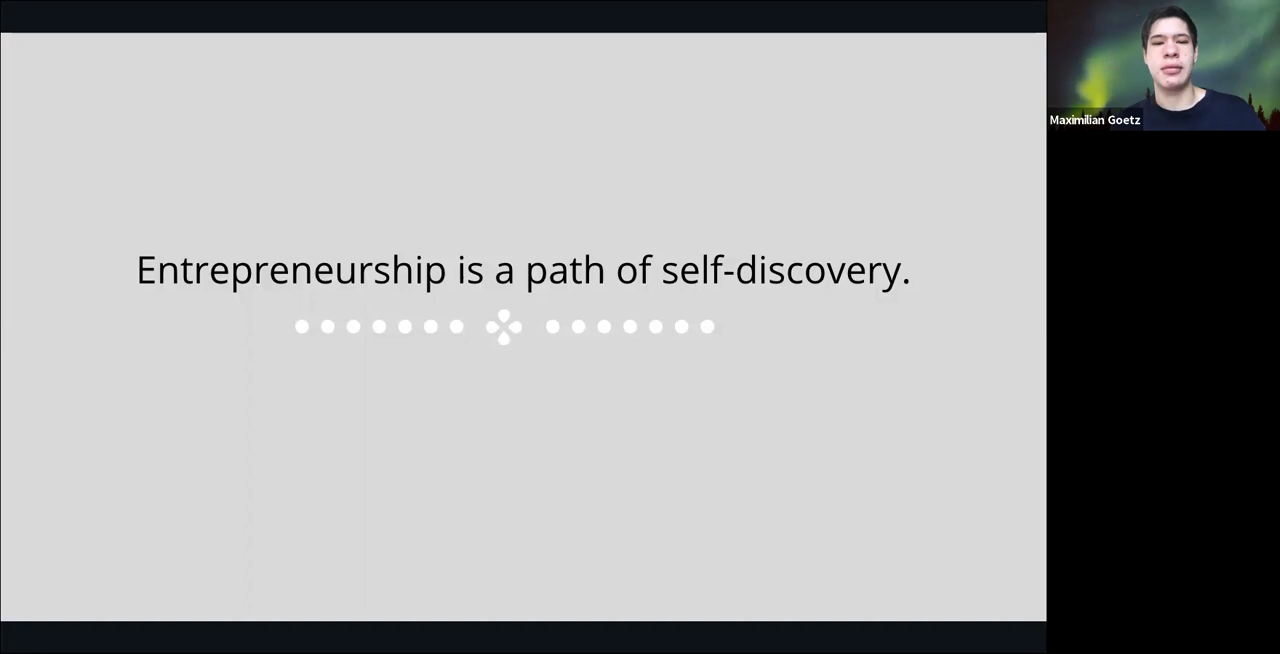 Entrepreneurship is a path of self-discovery.
Maximilian Goetz